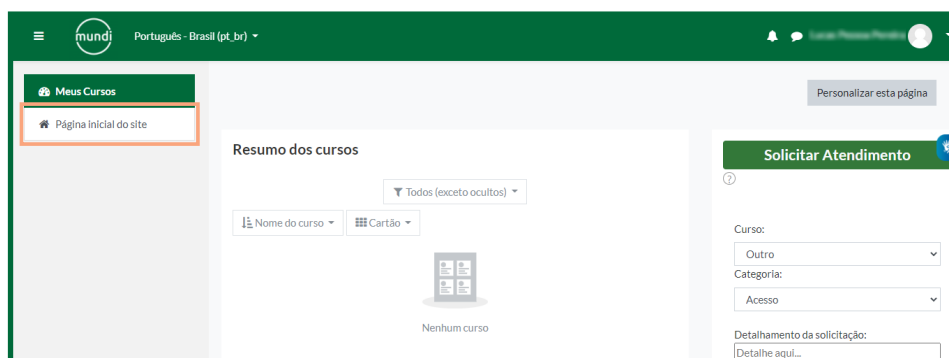 mundi
Português - Brasil (pt_br)
Meus Cursos
Página inicial do site
Personalizar esta página
Resumo dos cursos
Todos (exceto ocultos)
Nome do curso
Cartão
Nenhum curso
Solicitar Atendimento
?
Curso:
Outro
Categoria:
Acesso
Detalhamento da solicitação:
Detalhe aqui...